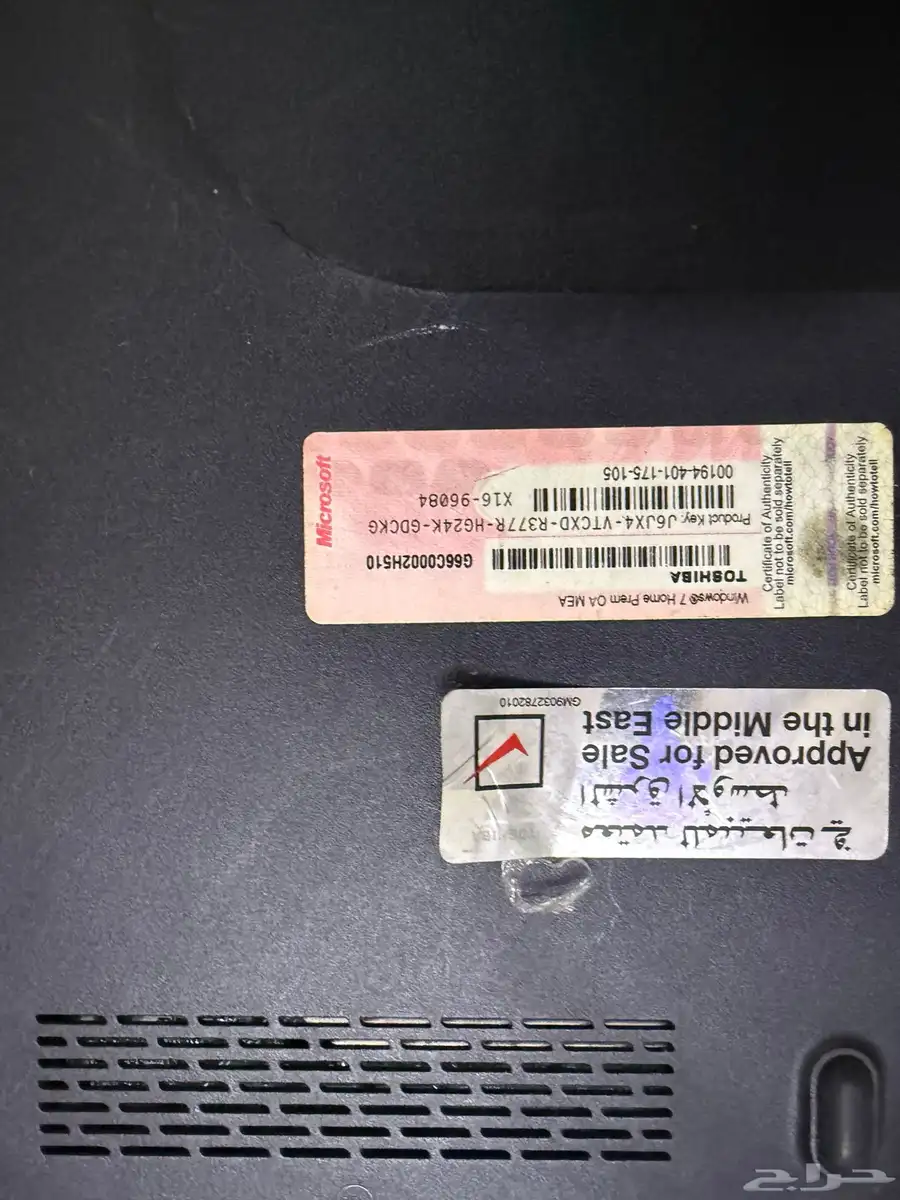 Windows® 7 Home Prem OA MEA
TOSHIBA
G66C0002H510
Product Key: J6JX4-VTCXD-R377R-HG24K-GDCKG
X16-96084
00194-401-175-105
Microsoft
Certificate of Authenticity
Label not to be sold separately
microsoft.com/howtotell
Certificate of Authenticity
Label not to be sold separately
microsoft.com/howtotell
معتمد للمبيعات في
الشرق الأوسط
Approved for Sale
in the Middle East
GM9032782010
TOSHIBA
حراج